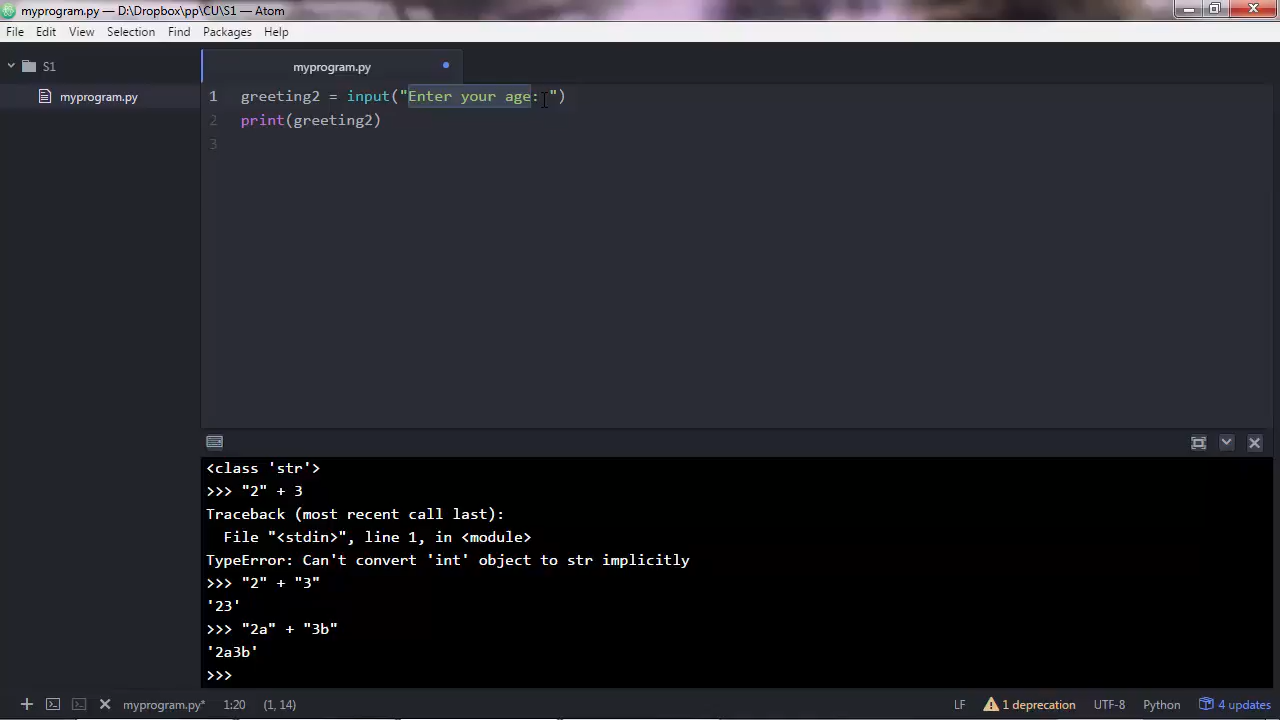 myprogram.py — D:\Dropbox\pp\CU\S1 — Atom
File Edit View Selection Find Packages Help
S1
myprogram.py
myprogram.py
1 greeting2 = input("Enter your age: ")
2 print(greeting2)
3
<class 'str'>
>>> "2" + 3
Traceback (most recent call last):
  File "<stdin>", line 1, in <module>
TypeError: Can't convert 'int' object to str implicitly
>>> "2" + "3"
'23'
>>> "2a" + "3b"
'2a3b'
>>>
myprogram.py* 1:20 (1, 14) LF 1 deprecation UTF-8 Python 4 updates